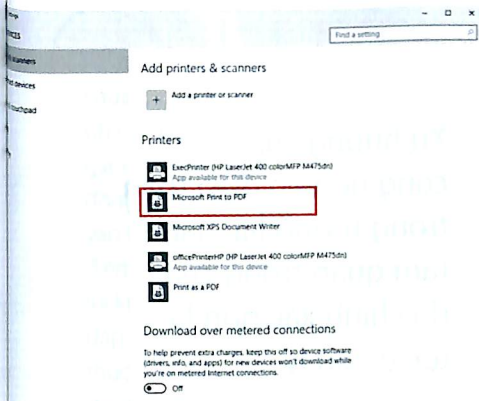 Find a setting
scanners
devices
touchpad
Add printers & scanners
Add a printer or scanner
Printers
ExecPrinter (HP LaserJet 400 colorMFP M475dn)
App available for this device
Microsoft Print to PDF
Microsoft XPS Document Writer
officePrinterHP (HP LaserJet 400 colorMFP M475dn)
App available for this device
Print as a PDF
Download over metered connections
To help prevent extra charges, keep this off so device software
(drivers, info, and apps) for new devices won't download while
you're on metered Internet connections.
Off